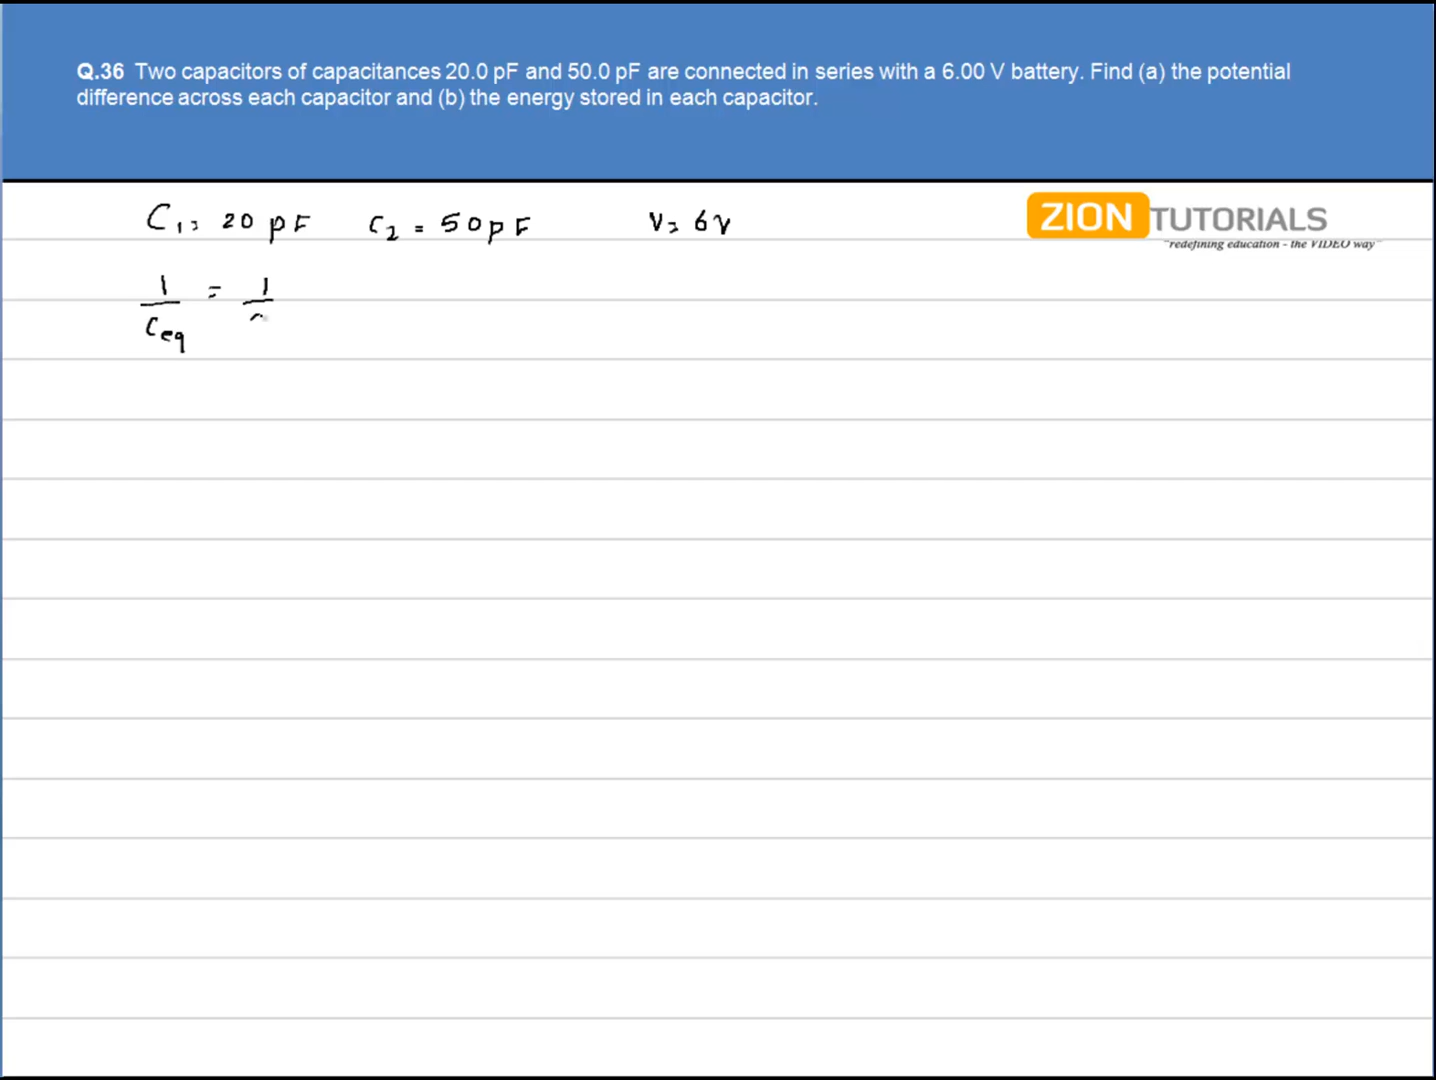 Q.36 Two capacitors of capacitances 20.0 pF and 50.0 pF are connected in series with a 6.00 V battery. Find (a) the potential
difference across each capacitor and (b) the energy stored in each capacitor.
C₁ = 20 pF C₂ = 50 pF V = 6V
ZION TUTORIALS
"redefining education - the VIDEO way"
1/Ceq = 1/